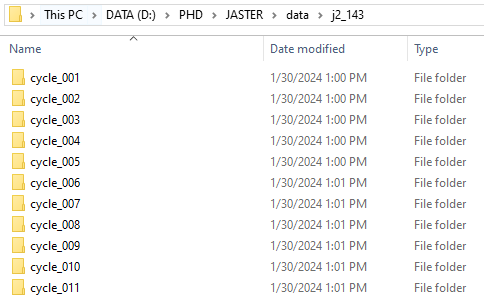 This PC > DATA (D:) > PHD > JASTER > data > j2_143
Name Date modified Type
cycle_001 1/30/2024 1:00 PM File folder
cycle_002 1/30/2024 1:00 PM File folder
cycle_003 1/30/2024 1:00 PM File folder
cycle_004 1/30/2024 1:00 PM File folder
cycle_005 1/30/2024 1:00 PM File folder
cycle_006 1/30/2024 1:01 PM File folder
cycle_007 1/30/2024 1:01 PM File folder
cycle_008 1/30/2024 1:01 PM File folder
cycle_009 1/30/2024 1:01 PM File folder
cycle_010 1/30/2024 1:01 PM File folder
cycle_011 1/30/2024 1:01 PM File folder